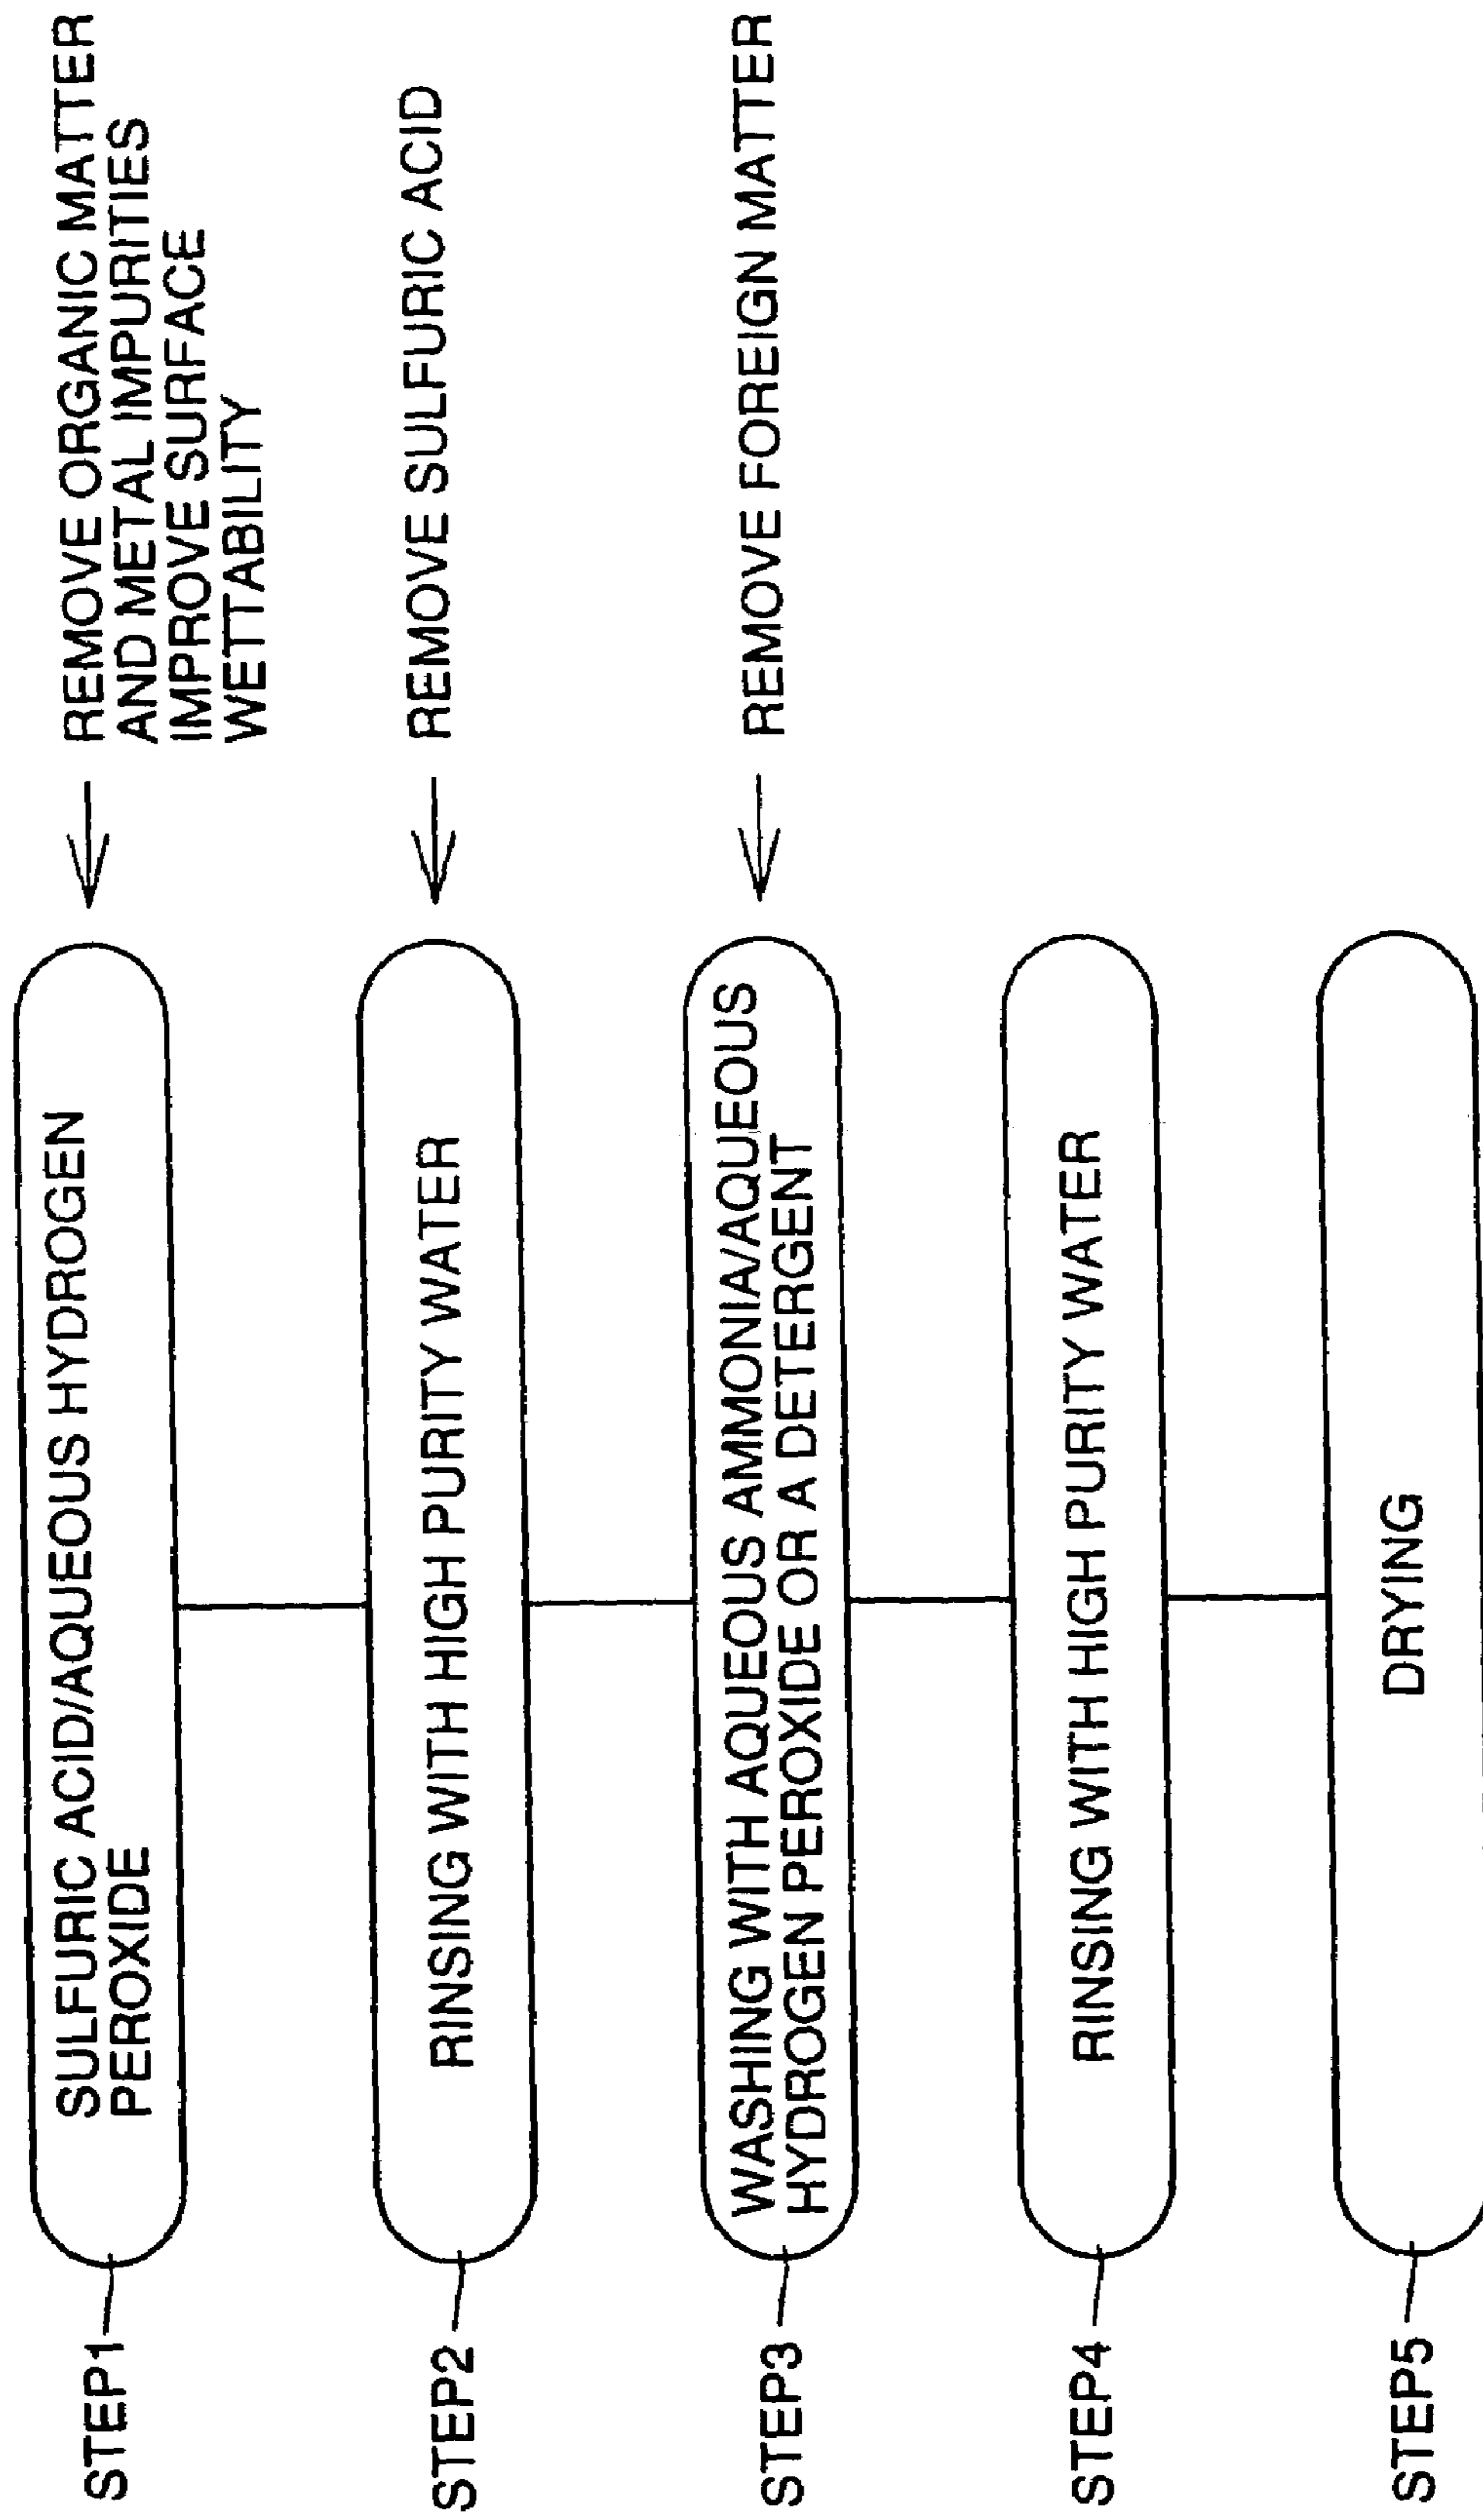 STEP1
SULFURIC ACID/AQUEOUS HYDROGEN
PEROXIDE
REMOVE ORGANIC MATTER
AND METAL IMPURITIES
IMPROVE SURFACE
WETTABILITY
STEP2
RINSING WITH HIGH PURITY WATER
REMOVE SULFURIC ACID
STEP3
WASHING WITH AQUEOUS AMMONIA/AQUEOUS
HYDROGEN PEROXIDE OR A DETERGENT
REMOVE FOREIGN MATTER
STEP4
RINSING WITH HIGH PURITY WATER
STEP5
DRYING